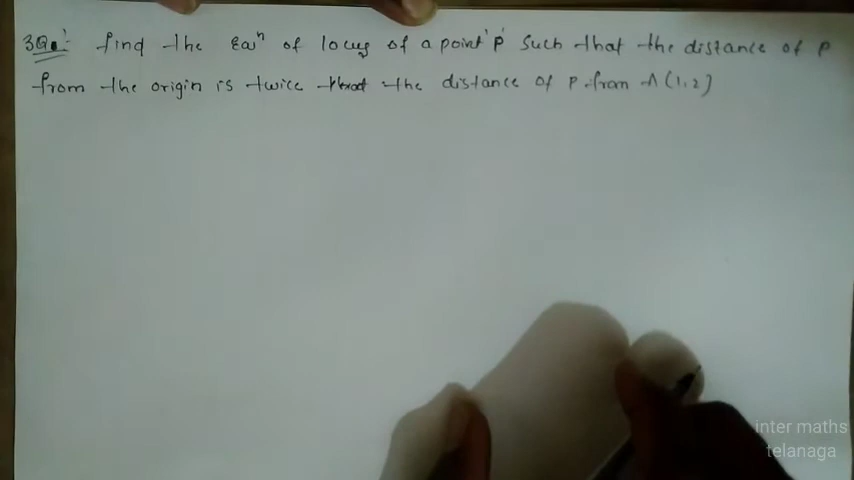 3Q: find the Eqn of locus of a point 'P' such that the distance of P
from the origin is twice the distance of P from A(1,2)
inter maths
telanaga